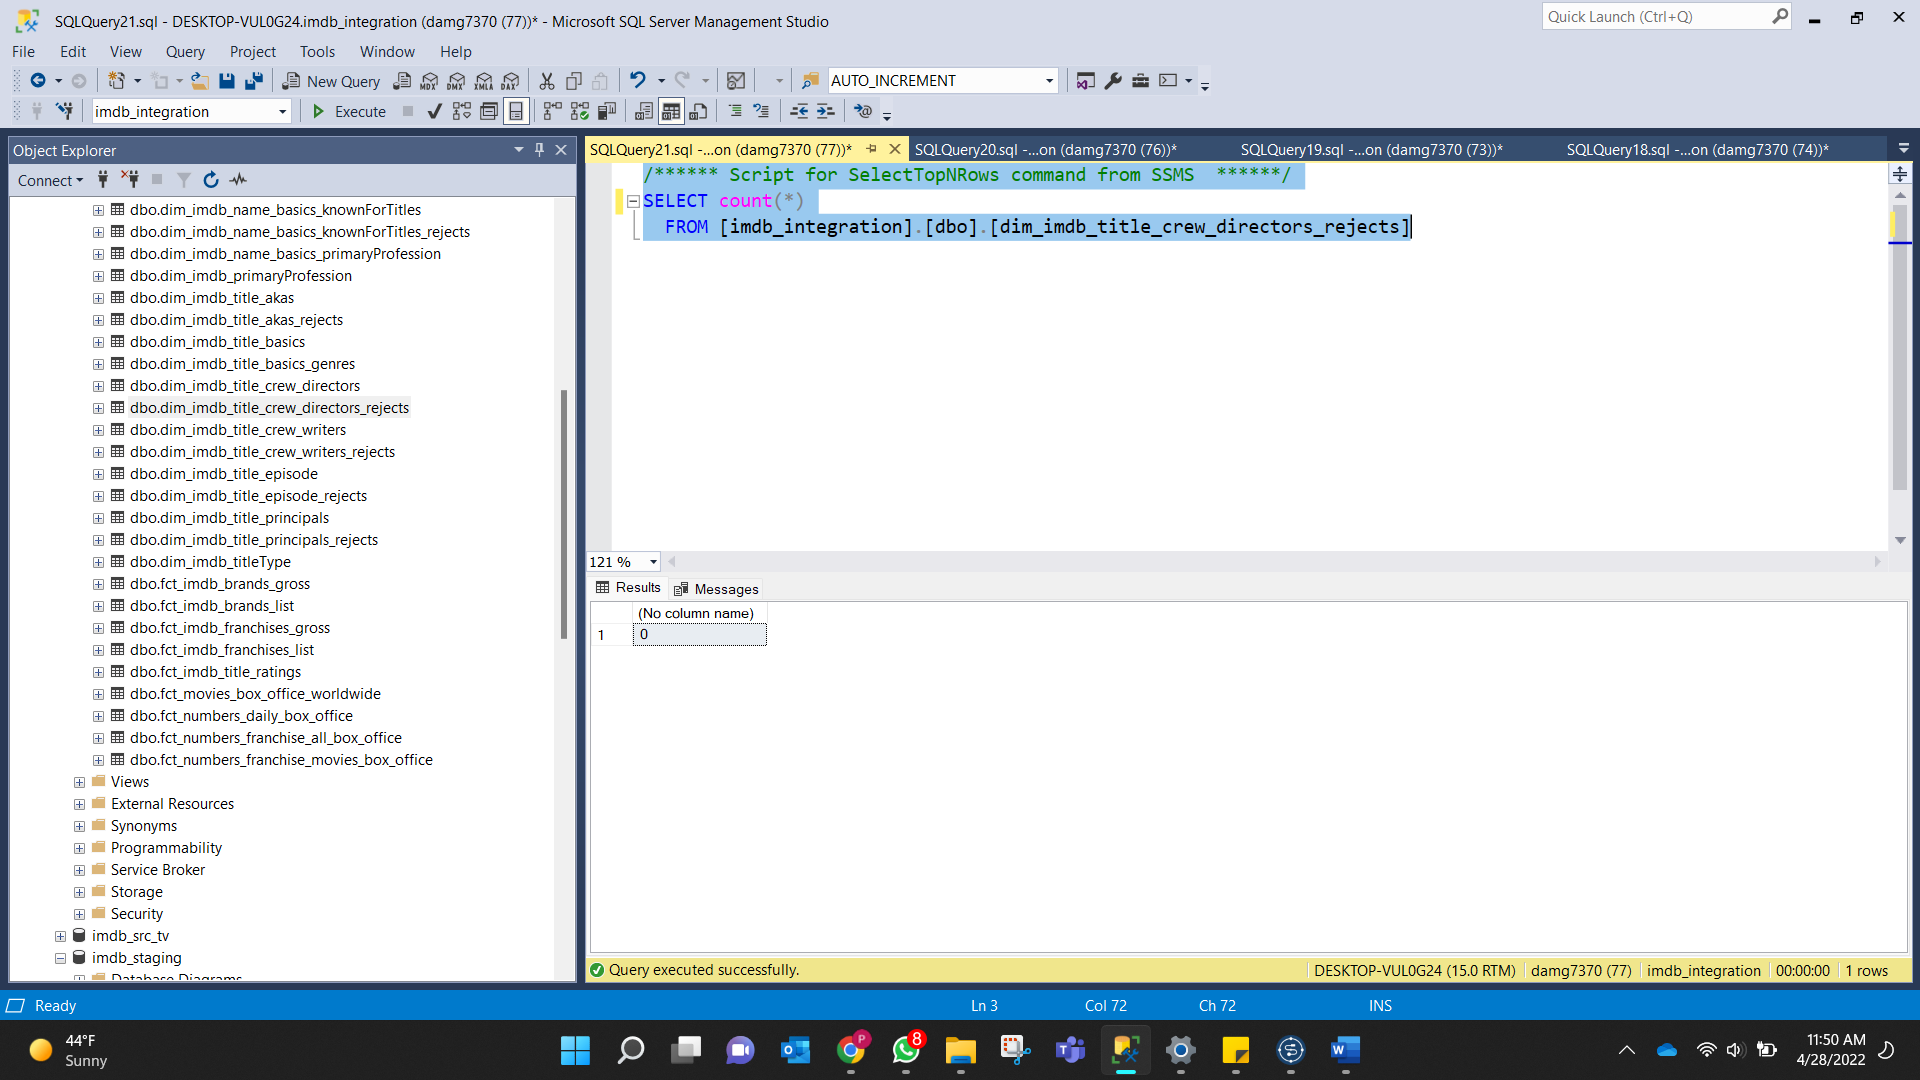 SQLQuery21.sql - DESKTOP-VUL0G24.imdb_integration (damg7370 (77))* - Microsoft SQL Server Management Studio
Quick Launch (Ctrl+Q)
File Edit View Query Project Tools Window Help
New Query
MDX DMX XMLA DAX
AUTO_INCREMENT
imdb_integration
Execute
Object Explorer
Connect
dbo.dim_imdb_name_basics_knownForTitles
dbo.dim_imdb_name_basics_knownForTitles_rejects
dbo.dim_imdb_name_basics_primaryProfession
dbo.dim_imdb_primaryProfession
dbo.dim_imdb_title_akas
dbo.dim_imdb_title_akas_rejects
dbo.dim_imdb_title_basics
dbo.dim_imdb_title_basics_genres
dbo.dim_imdb_title_crew_directors
dbo.dim_imdb_title_crew_directors_rejects
dbo.dim_imdb_title_crew_writers
dbo.dim_imdb_title_crew_writers_rejects
dbo.dim_imdb_title_episode
dbo.dim_imdb_title_episode_rejects
dbo.dim_imdb_title_principals
dbo.dim_imdb_title_principals_rejects
dbo.dim_imdb_titleType
dbo.fct_imdb_brands_gross
dbo.fct_imdb_brands_list
dbo.fct_imdb_franchises_gross
dbo.fct_imdb_franchises_list
dbo.fct_imdb_title_ratings
dbo.fct_movies_box_office_worldwide
dbo.fct_numbers_daily_box_office
dbo.fct_numbers_franchise_all_box_office
dbo.fct_numbers_franchise_movies_box_office
Views
External Resources
Synonyms
Programmability
Service Broker
Storage
Security
imdb_src_tv
imdb_staging
Database Diagrams
SQLQuery21.sql -...on (damg7370 (77))* SQLQuery20.sql -...on (damg7370 (76))* SQLQuery19.sql -...on (damg7370 (73))* SQLQuery18.sql -...on (damg7370 (74))*
/****** Script for SelectTopNRows command from SSMS  ******/
SELECT count(*)
FROM [imdb_integration].[dbo].[dim_imdb_title_crew_directors_rejects]
121 %
Results Messages
(No column name)
1 0
Query executed successfully.
DESKTOP-VUL0G24 (15.0 RTM) damg7370 (77) imdb_integration 00:00:00 1 rows
Ready Ln 3 Col 72 Ch 72 INS
44°F
Sunny
P
8
11:50 AM
4/28/2022